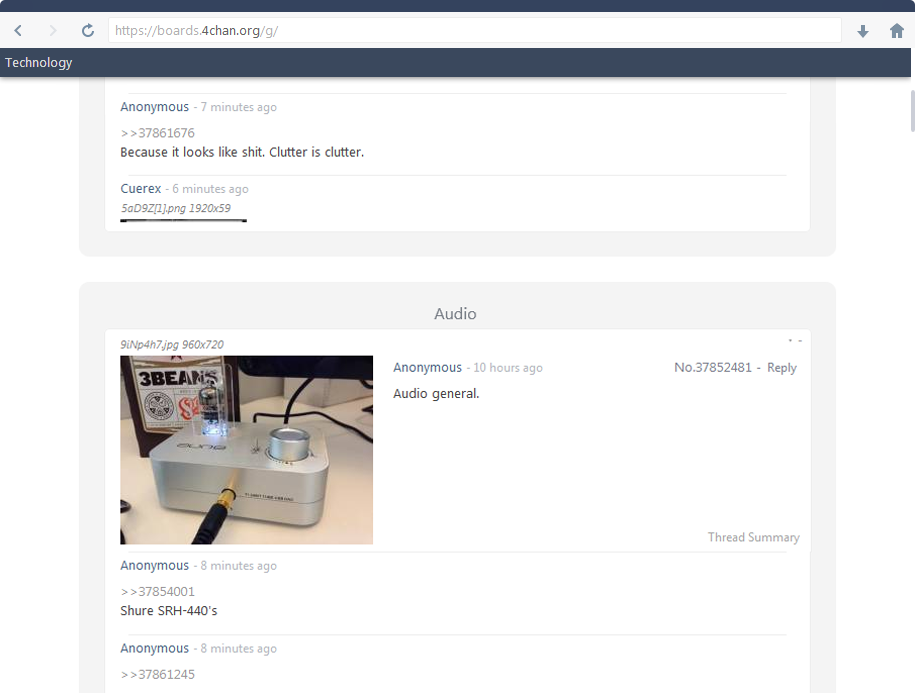 https://boards.4chan.org/g/
Technology
Anonymous - 7 minutes ago
>>37861676
Because it looks like shit. Clutter is clutter.
Cuerex - 6 minutes ago
5aD9Z[1].png 1920x59
Audio
9iNp4h7.jpg 960x720
Anonymous - 10 hours ago
No.37852481 - Reply
Audio general.
3BEANS
aune
Thread Summary
Anonymous - 8 minutes ago
>>37854001
Shure SRH-440's
Anonymous - 8 minutes ago
>>37861245